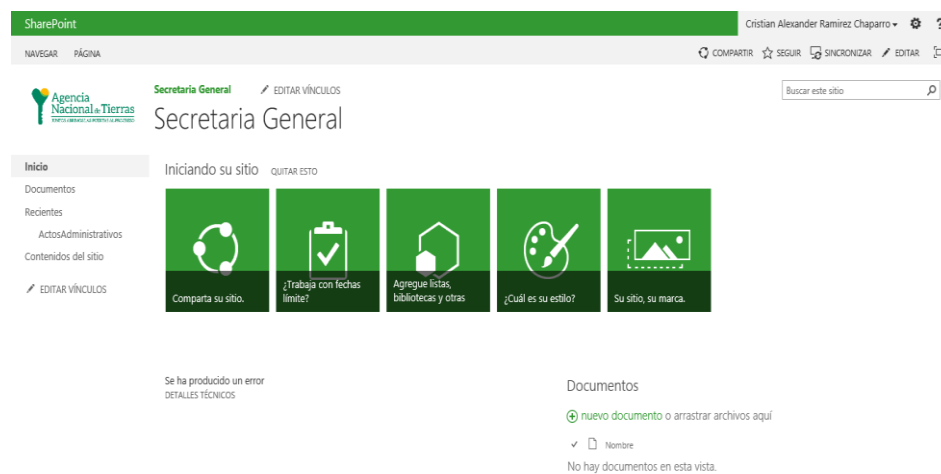 SharePoint
Cristian Alexander Ramirez Chaparro
?
NAVEGAR PÁGINA
COMPARTIR SEGUIR SINCRONIZAR EDITAR
Agencia
Nacional de Tierras
Secretaria General EDITAR VÍNCULOS
Secretaria General
Buscar este sitio
Inicio
Documentos
Recientes
ActosAdministrativos
Contenidos del sitio
EDITAR VÍNCULOS
Iniciando su sitio QUITAR ESTO
Comparta su sitio.
¿Trabaja con fechas
límite?
Agregue listas,
bibliotecas y otras
¿Cuál es su estilo?
Su sitio, su marca.
Se ha producido un error
DETALLES TÉCNICOS
Documentos
nuevo documento o arrastrar archivos aquí
Nombre
No hay documentos en esta vista.